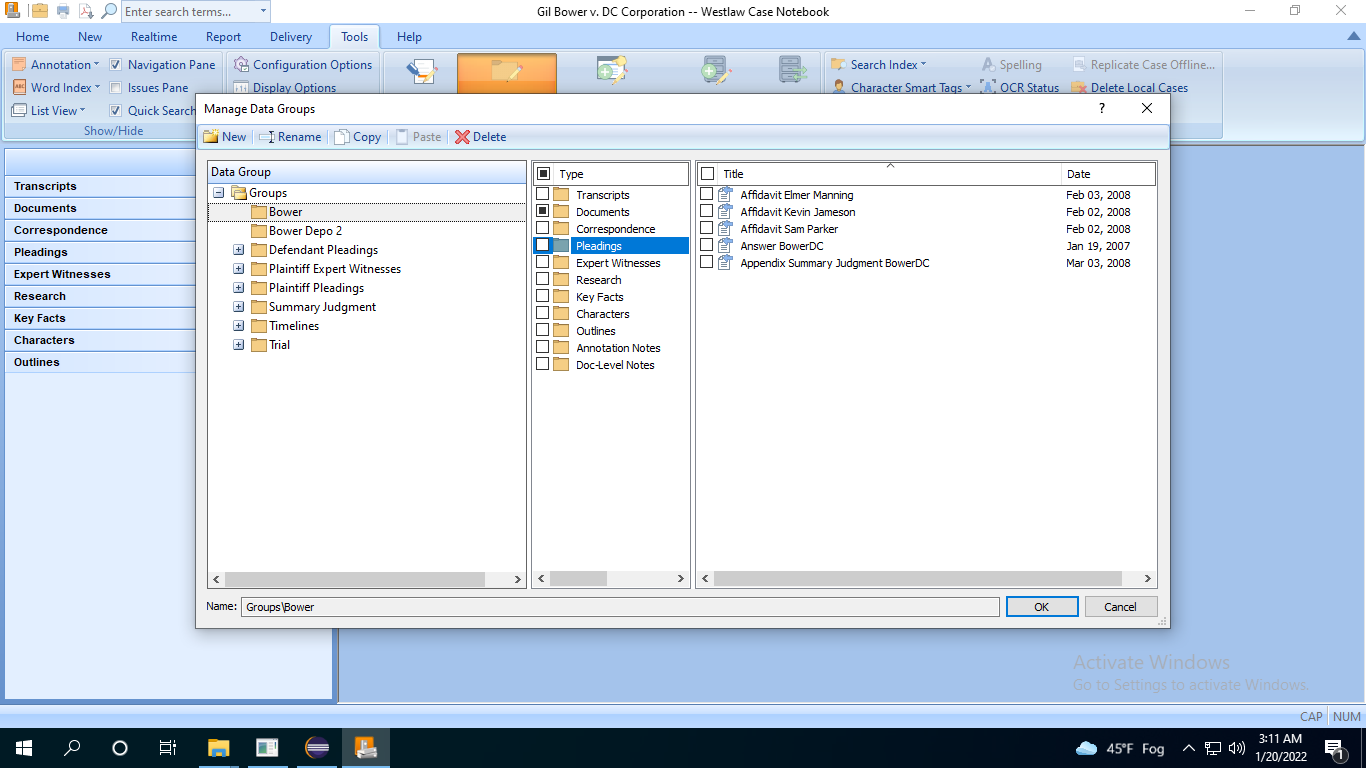 Enter search terms...
Gil Bower v. DC Corporation -- Westlaw Case Notebook
Home New Realtime Report Delivery Tools Help
Annotation Navigation Pane Configuration Options Search Index Spelling Replicate Case Offline...
Word Index Issues Pane Display Options Character Smart Tags OCR Status Delete Local Cases
List View Quick Search
Show/Hide
Manage Data Groups ?
New Rename Copy Paste Delete
Data Group
Groups
Bower
Bower Depo 2
Defendant Pleadings
Plaintiff Expert Witnesses
Plaintiff Pleadings
Summary Judgment
Timelines
Trial
Type
Transcripts
Documents
Correspondence
Pleadings
Expert Witnesses
Research
Key Facts
Characters
Outlines
Annotation Notes
Doc-Level Notes
Title Date
Affidavit Elmer Manning Feb 03, 2008
Affidavit Kevin Jameson Feb 02, 2008
Affidavit Sam Parker Feb 02, 2008
Answer BowerDC Jan 19, 2007
Appendix Summary Judgment BowerDC Mar 03, 2008
Name: Groups\Bower OK Cancel
Transcripts
Documents
Correspondence
Pleadings
Expert Witnesses
Research
Key Facts
Characters
Outlines
Activate Windows
Go to Settings to activate Windows.
CAP NUM
45°F Fog
3:11 AM
1/20/2022
1